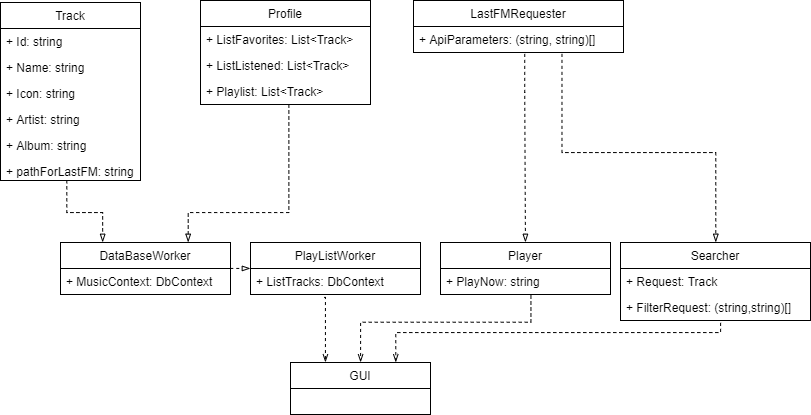 Track
+ Id: string
+ Name: string
+ Icon: string
+ Artist: string
+ Album: string
+ pathForLastFM: string
Profile
+ ListFavorites: List<Track>
+ ListListened: List<Track>
+ Playlist: List<Track>
LastFMRequester
+ ApiParameters: (string, string)[]
DataBaseWorker
+ MusicContext: DbContext
PlayListWorker
+ ListTracks: DbContext
Player
+ PlayNow: string
Searcher
+ Request: Track
+ FilterRequest: (string,string)[]
GUI